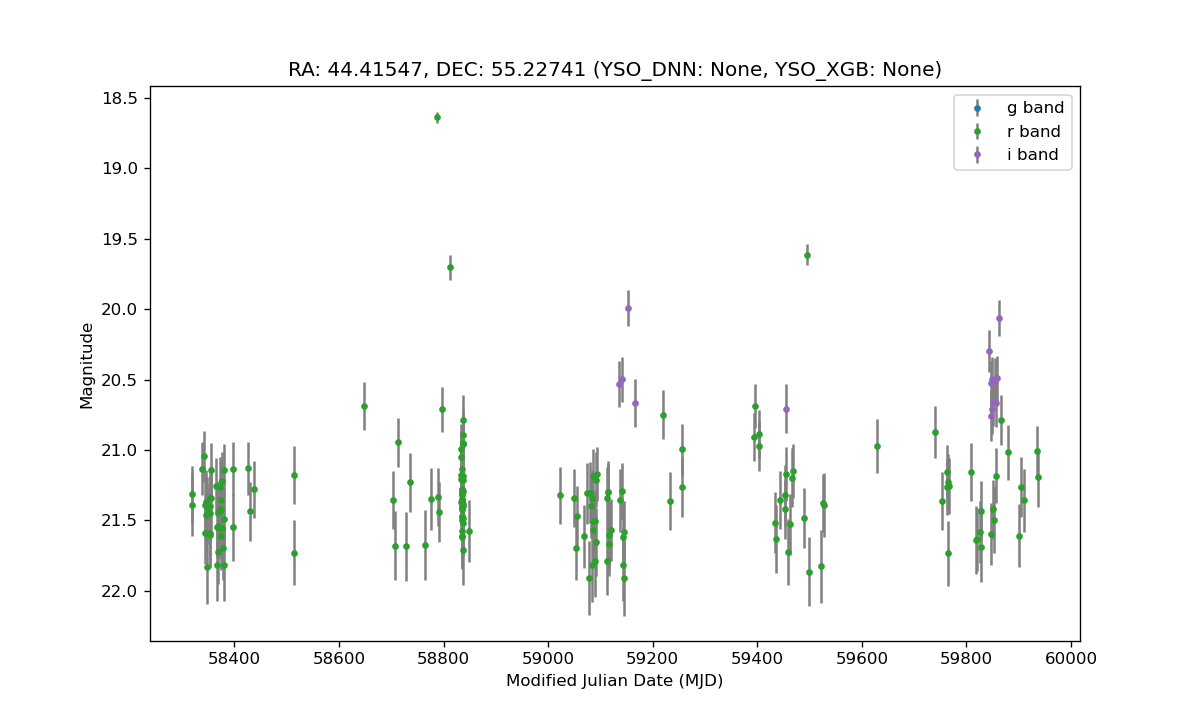 RA: 44.41547, DEC: 55.22741 (YSO_DNN: None, YSO_XGB: None)
g band
r band
i band
18.5
19.0
19.5
20.0
20.5
21.0
21.5
22.0
Magnitude
58400 58600 58800 59000 59200 59400 59600 59800 60000
Modified Julian Date (MJD)